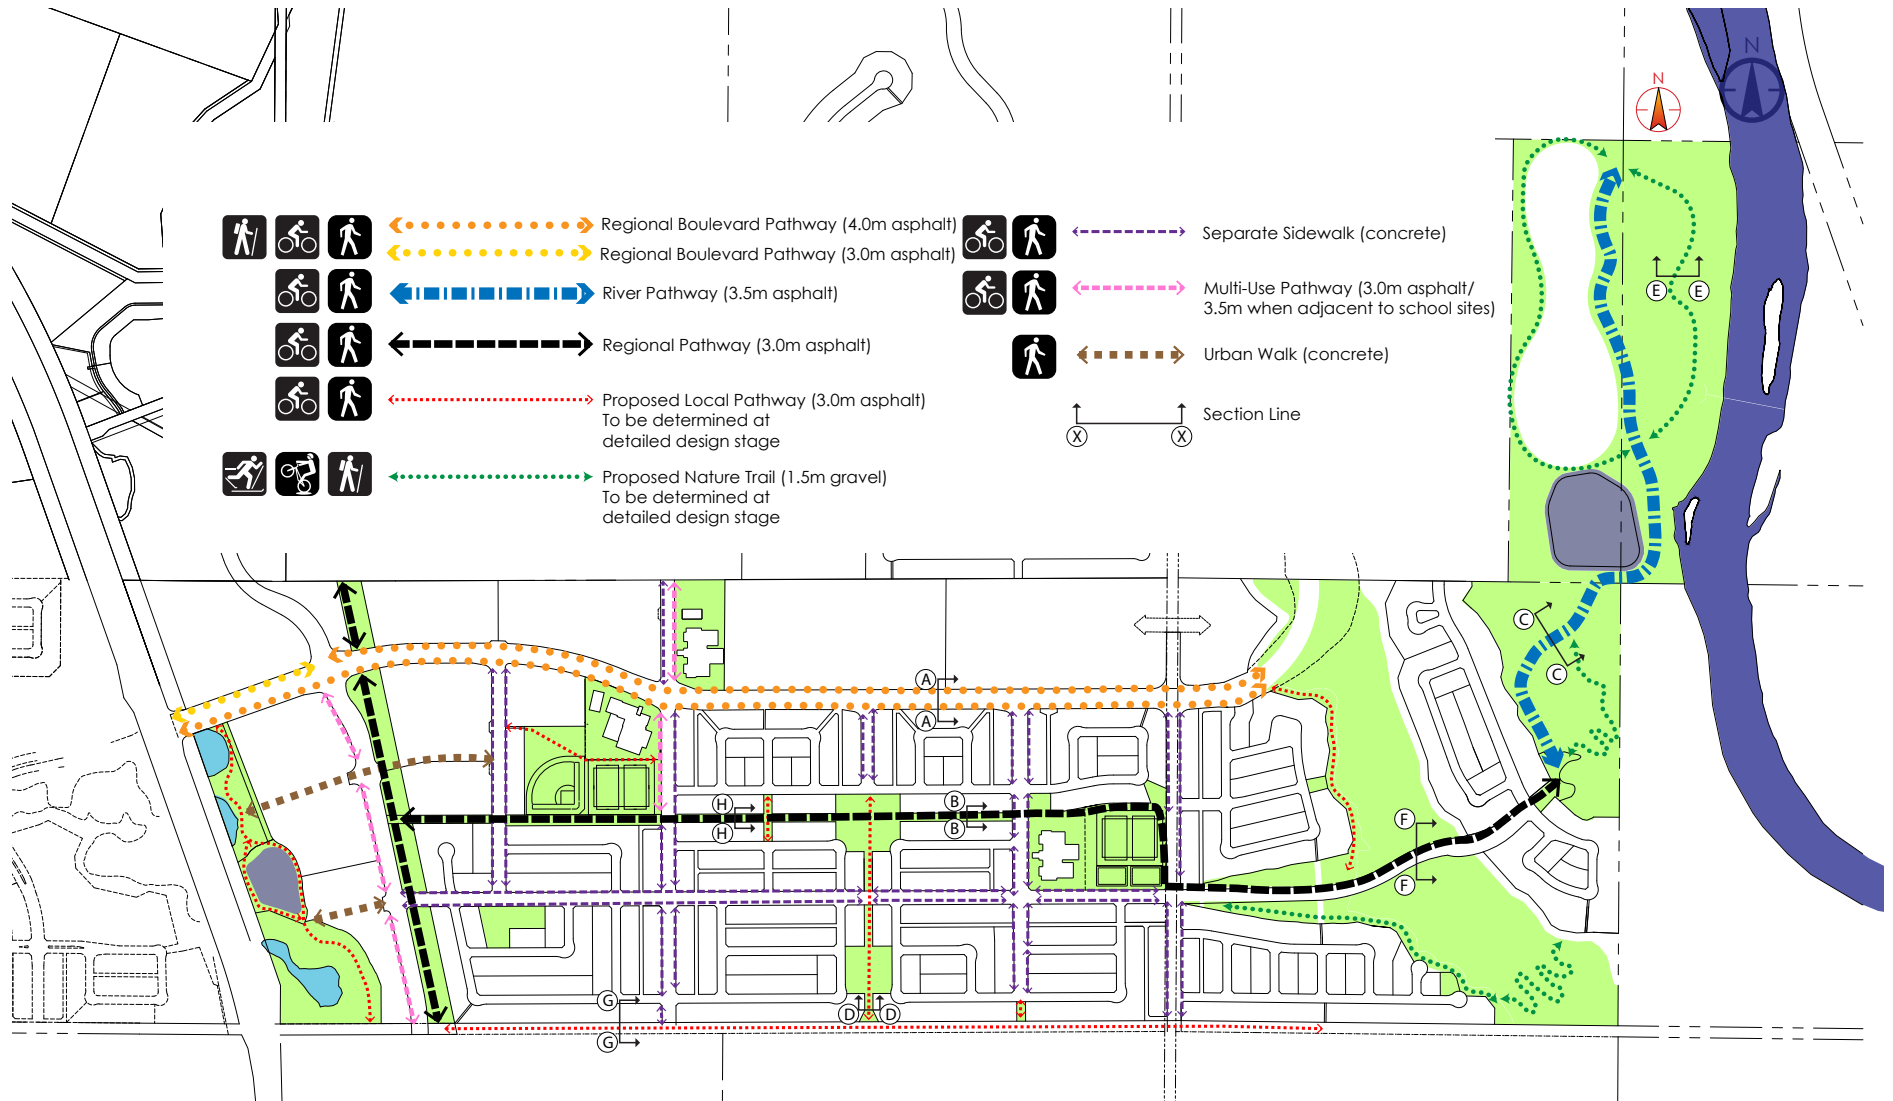 N
N
Regional Boulevard Pathway (4.0m asphalt)
Regional Boulevard Pathway (3.0m asphalt)
River Pathway (3.5m asphalt)
Regional Pathway (3.0m asphalt)
Proposed Local Pathway (3.0m asphalt)
To be determined at
detailed design stage
Proposed Nature Trail (1.5m gravel)
To be determined at
detailed design stage
Separate Sidewalk (concrete)
Multi-Use Pathway (3.0m asphalt/
3.5m when adjacent to school sites)
Urban Walk (concrete)
Section Line
X X
E E
C
C
A
A
H
H
B
B
F
F
D D
G
G